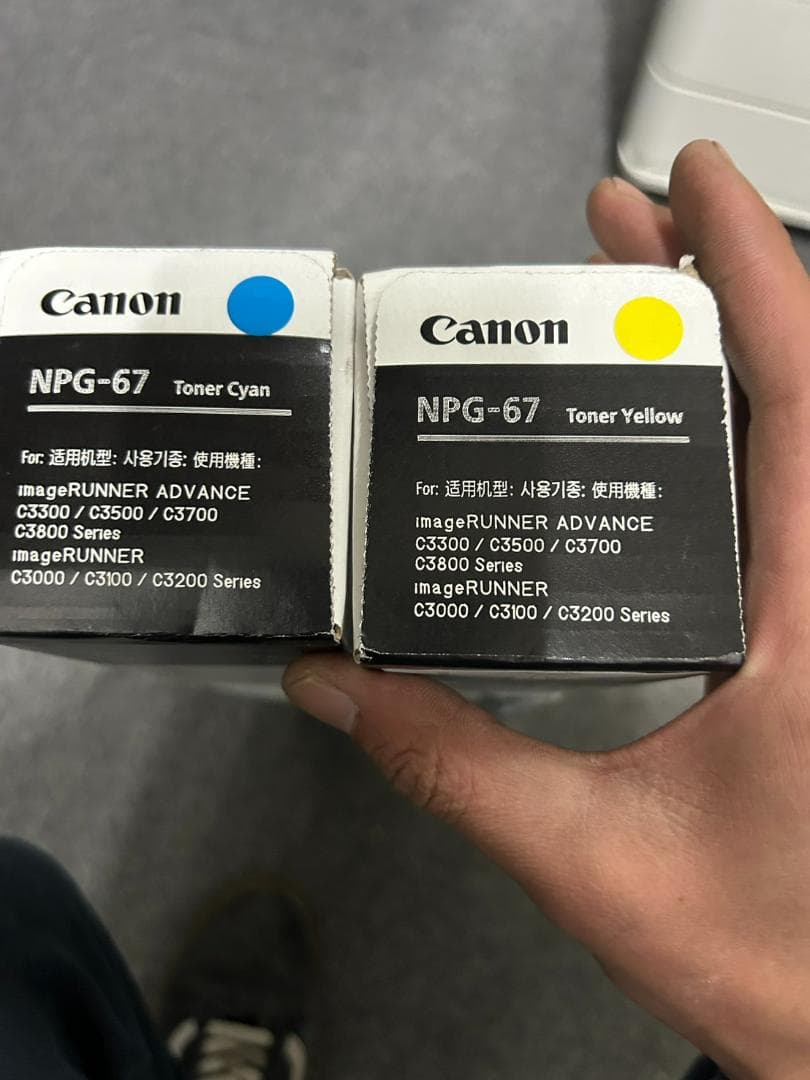 Canon
NPG-67 Toner Cyan
For: 适用机型: 사용기종: 使用機種:
imageRUNNER ADVANCE
C3300 / C3500 / C3700
C3800 Series
imageRUNNER
C3000 / C3100 / C3200 Series
Canon
NPG-67 Toner Yellow
For: 适用机型: 사용기종: 使用機種:
imageRUNNER ADVANCE
C3300 / C3500 / C3700
C3800 Series
imageRUNNER
C3000 / C3100 / C3200 Series